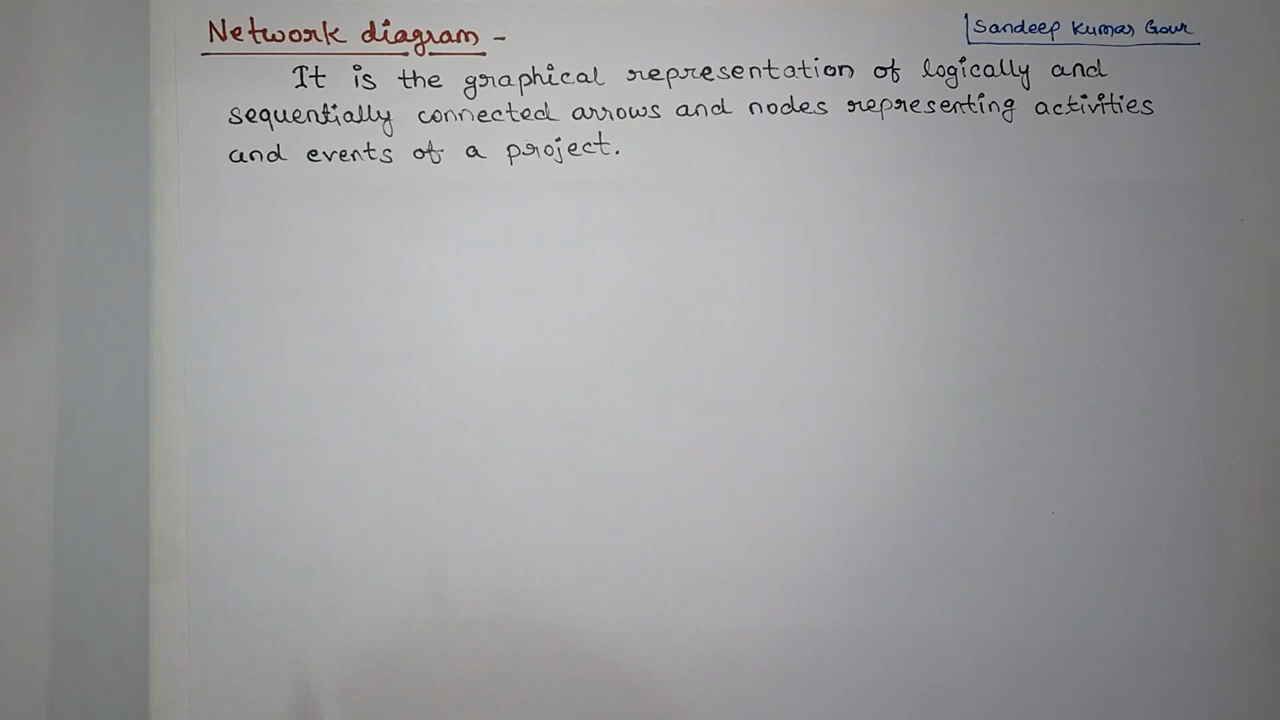 Network diagram -
Sandeep Kumar Gour
It is the graphical representation of logically and
sequentially connected arrows and nodes representing activities
and events of a project.